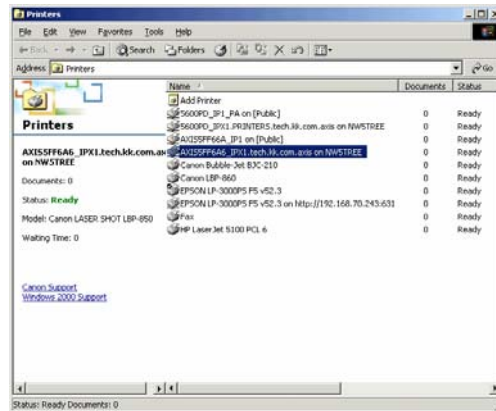 Printers
File Edit View Favorites Tools Help
Back Search Folders
Address Printers Go
Printers
AXIS5FF6A6_IPX1.tech.kk.com.ax
on NW5TREE
Documents: 0
Status: Ready
Model: Canon LASER SHOT LBP-850
Waiting Time: 0
Canon Support
Windows 2000 Support
Name Documents Status
Add Printer
5600PD_IP1_PA on [Public] 0 Ready
5600PD_IPX1.PRINTERS.tech.kk.com.axis on NW5TREE 0 Ready
AXIS5FF66A_IP1 on [Public] 0 Ready
AXIS5FF6A6_IPX1.tech.kk.com.axis on NW5TREE 0 Ready
Canon Bubble-Jet BJC-210 0 Ready
Canon LBP-860 0 Ready
EPSON LP-3000PS F5 v52.3 0 Ready
EPSON LP-3000PS F5 v52.3 on http://192.168.70.243:631 0 Ready
Fax 0 Ready
HP LaserJet 5100 PCL 6 0 Ready
Status: Ready Documents: 0